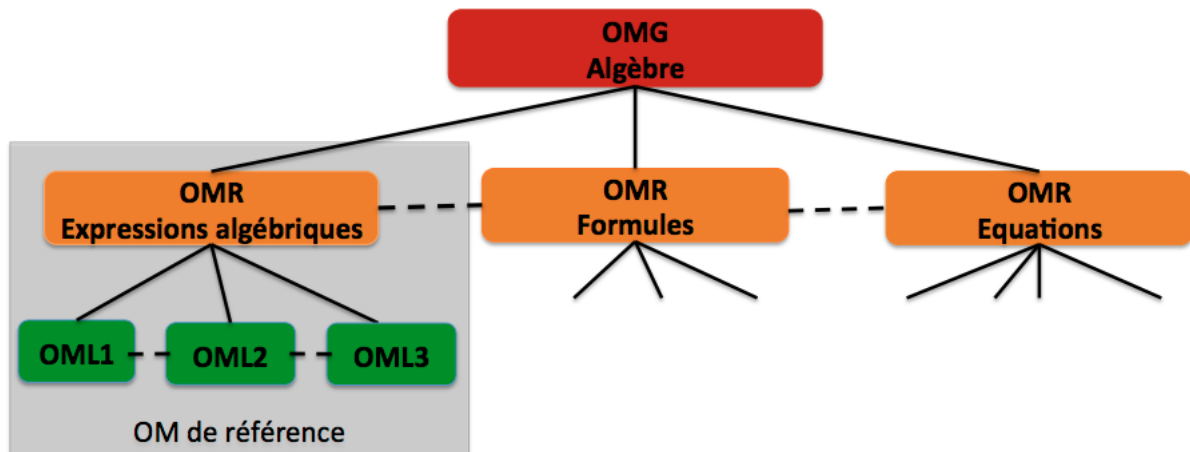 OMG
Algèbre
OMR
Expressions algébriques
OMR
Formules
OMR
Equations
OML1
OML2
OML3
OM de référence